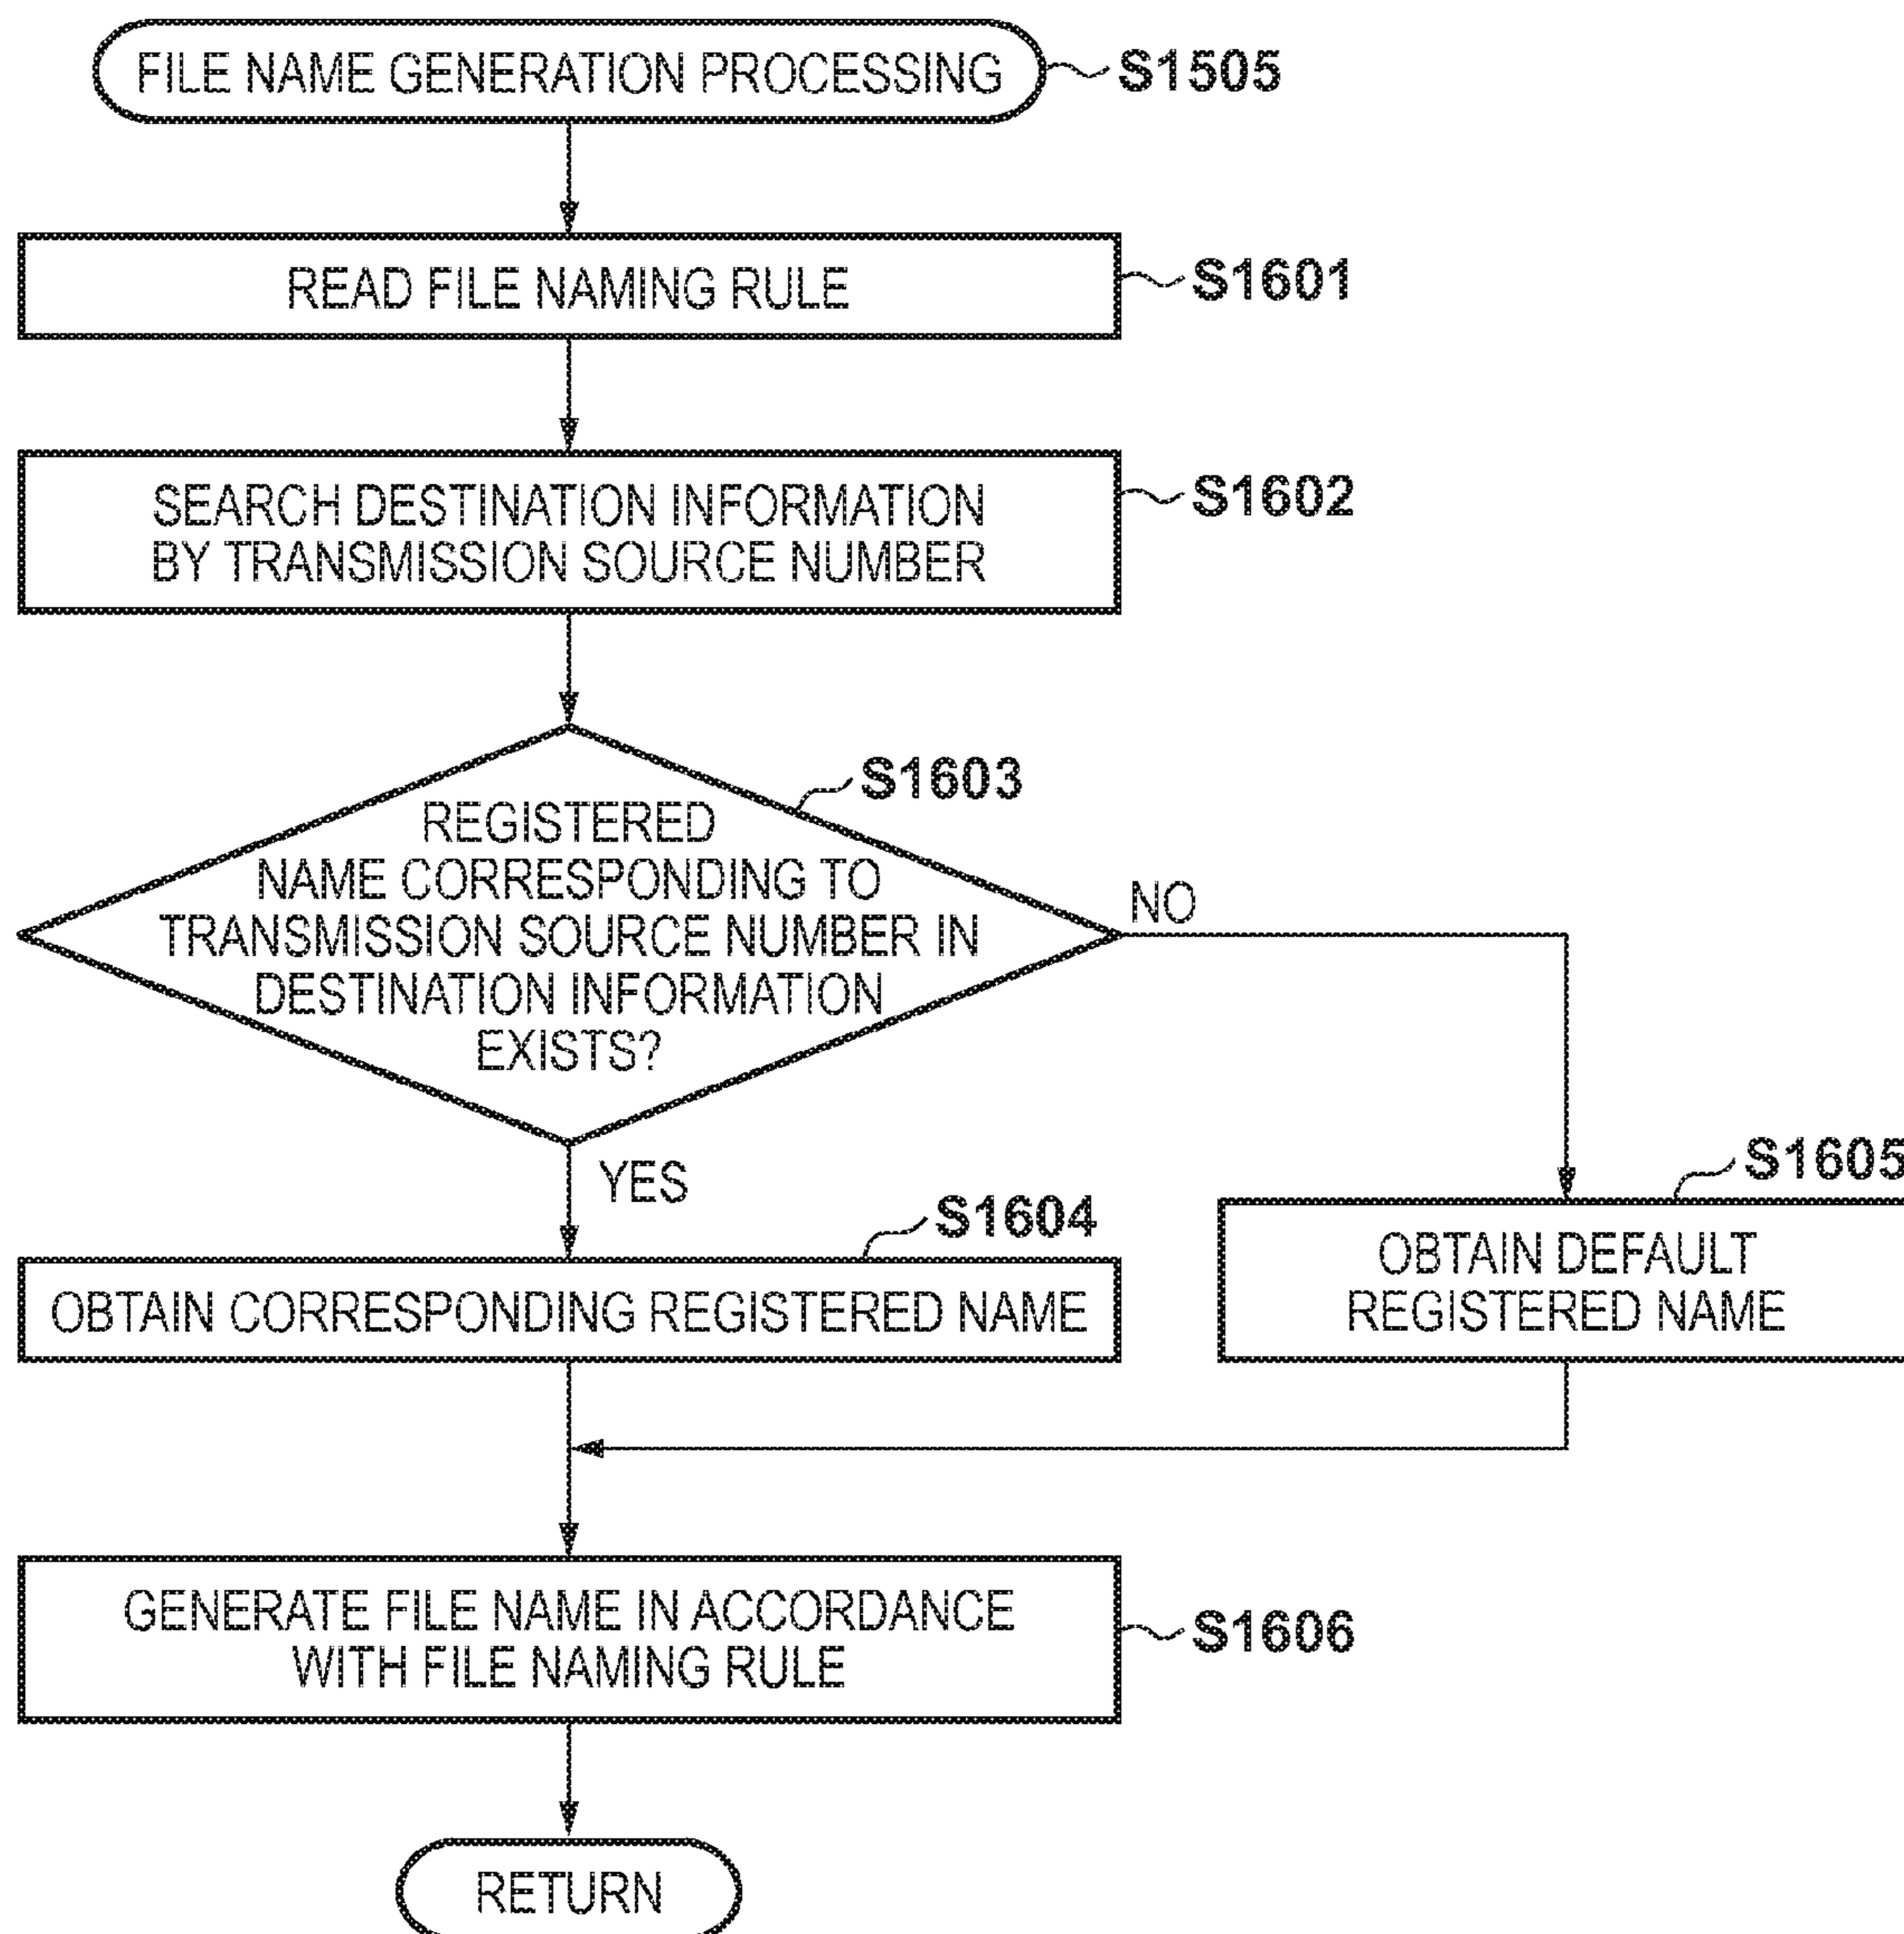 FILE NAME GENERATION PROCESSING
S1505
READ FILE NAMING RULE
S1601
SEARCH DESTINATION INFORMATION
BY TRANSMISSION SOURCE NUMBER
S1602
S1603
REGISTERED
NAME CORRESPONDING TO
TRANSMISSION SOURCE NUMBER IN
DESTINATION INFORMATION
EXISTS?
NO
YES
S1604
OBTAIN CORRESPONDING REGISTERED NAME
S1605
OBTAIN DEFAULT
REGISTERED NAME
GENERATE FILE NAME IN ACCORDANCE
WITH FILE NAMING RULE
S1606
RETURN